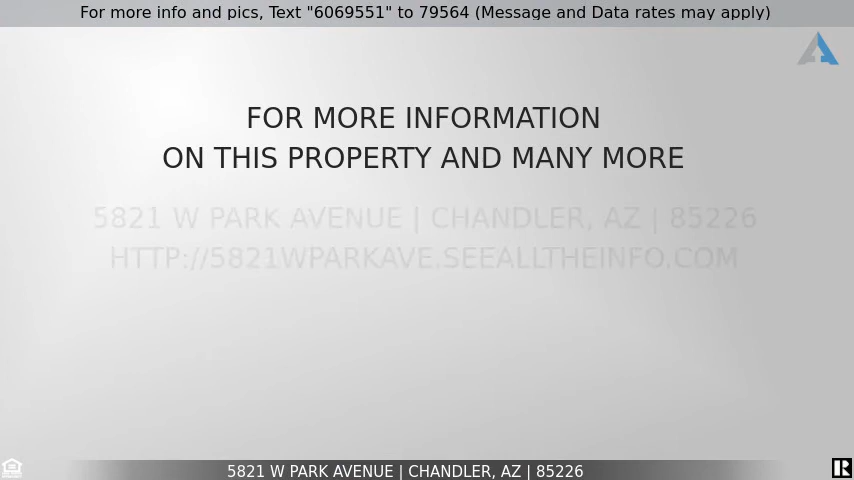 For more info and pics, Text "6069551" to 79564 (Message and Data rates may apply)
FOR MORE INFORMATION
ON THIS PROPERTY AND MANY MORE
5821 W PARK AVENUE | CHANDLER, AZ | 85226
HTTP://5821WPARKAVE.SEEALLTHEINFO.COM
5821 W PARK AVENUE | CHANDLER, AZ | 85226